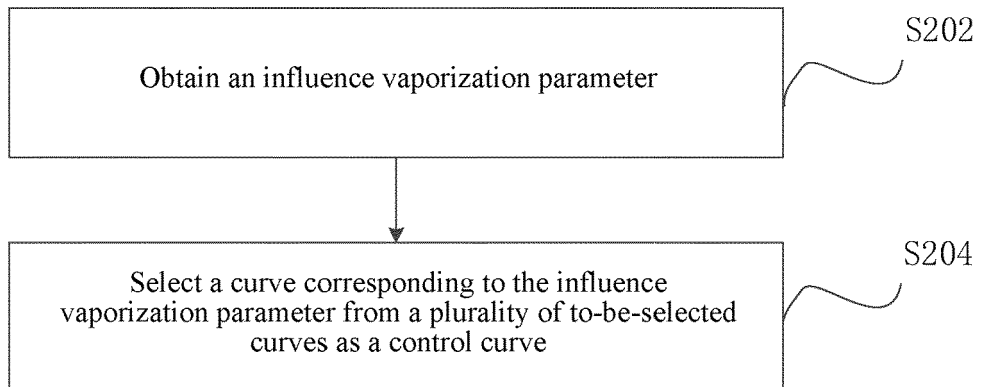 S202
Obtain an influence vaporization parameter
S204
Select a curve corresponding to the influence
vaporization parameter from a plurality of to-be-selected
curves as a control curve